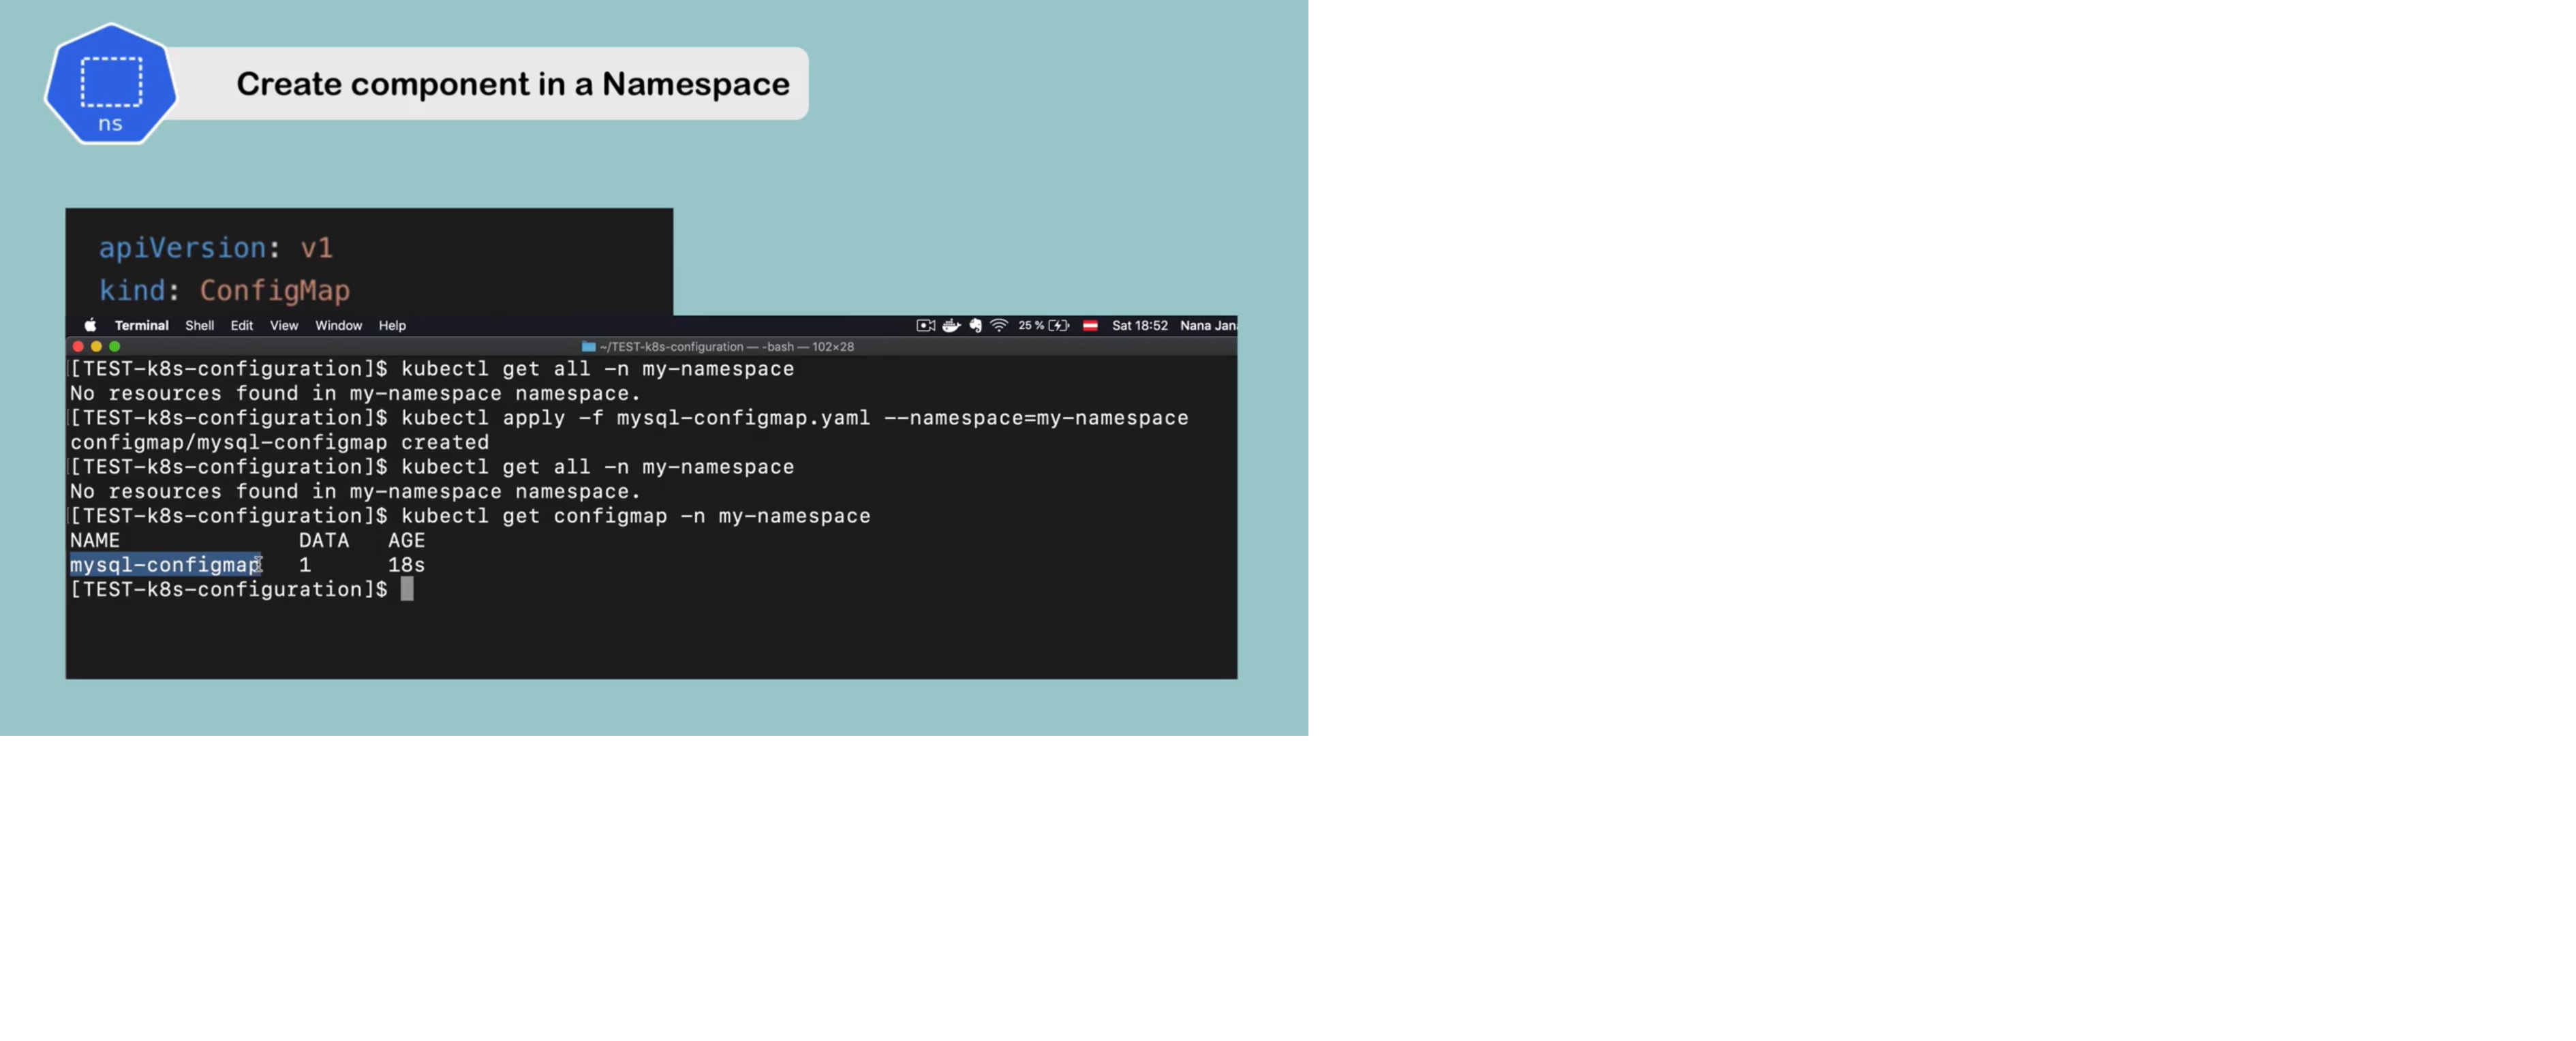 ns
Create component in a Namespace
apiVersion: v1
kind: ConfigMap
Terminal Shell Edit View Window Help 25 % Sat 18:52 Nana Jan
~/TEST-k8s-configuration — -bash — 102×28
[TEST-k8s-configuration]$ kubectl get all -n my-namespace
No resources found in my-namespace namespace.
[TEST-k8s-configuration]$ kubectl apply -f mysql-configmap.yaml --namespace=my-namespace
configmap/mysql-configmap created
[TEST-k8s-configuration]$ kubectl get all -n my-namespace
No resources found in my-namespace namespace.
[TEST-k8s-configuration]$ kubectl get configmap -n my-namespace
NAME DATA AGE
mysql-configmap 1 18s
[TEST-k8s-configuration]$